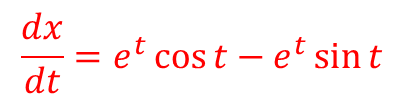 dx/dt = e^t cos t − e^t sin t